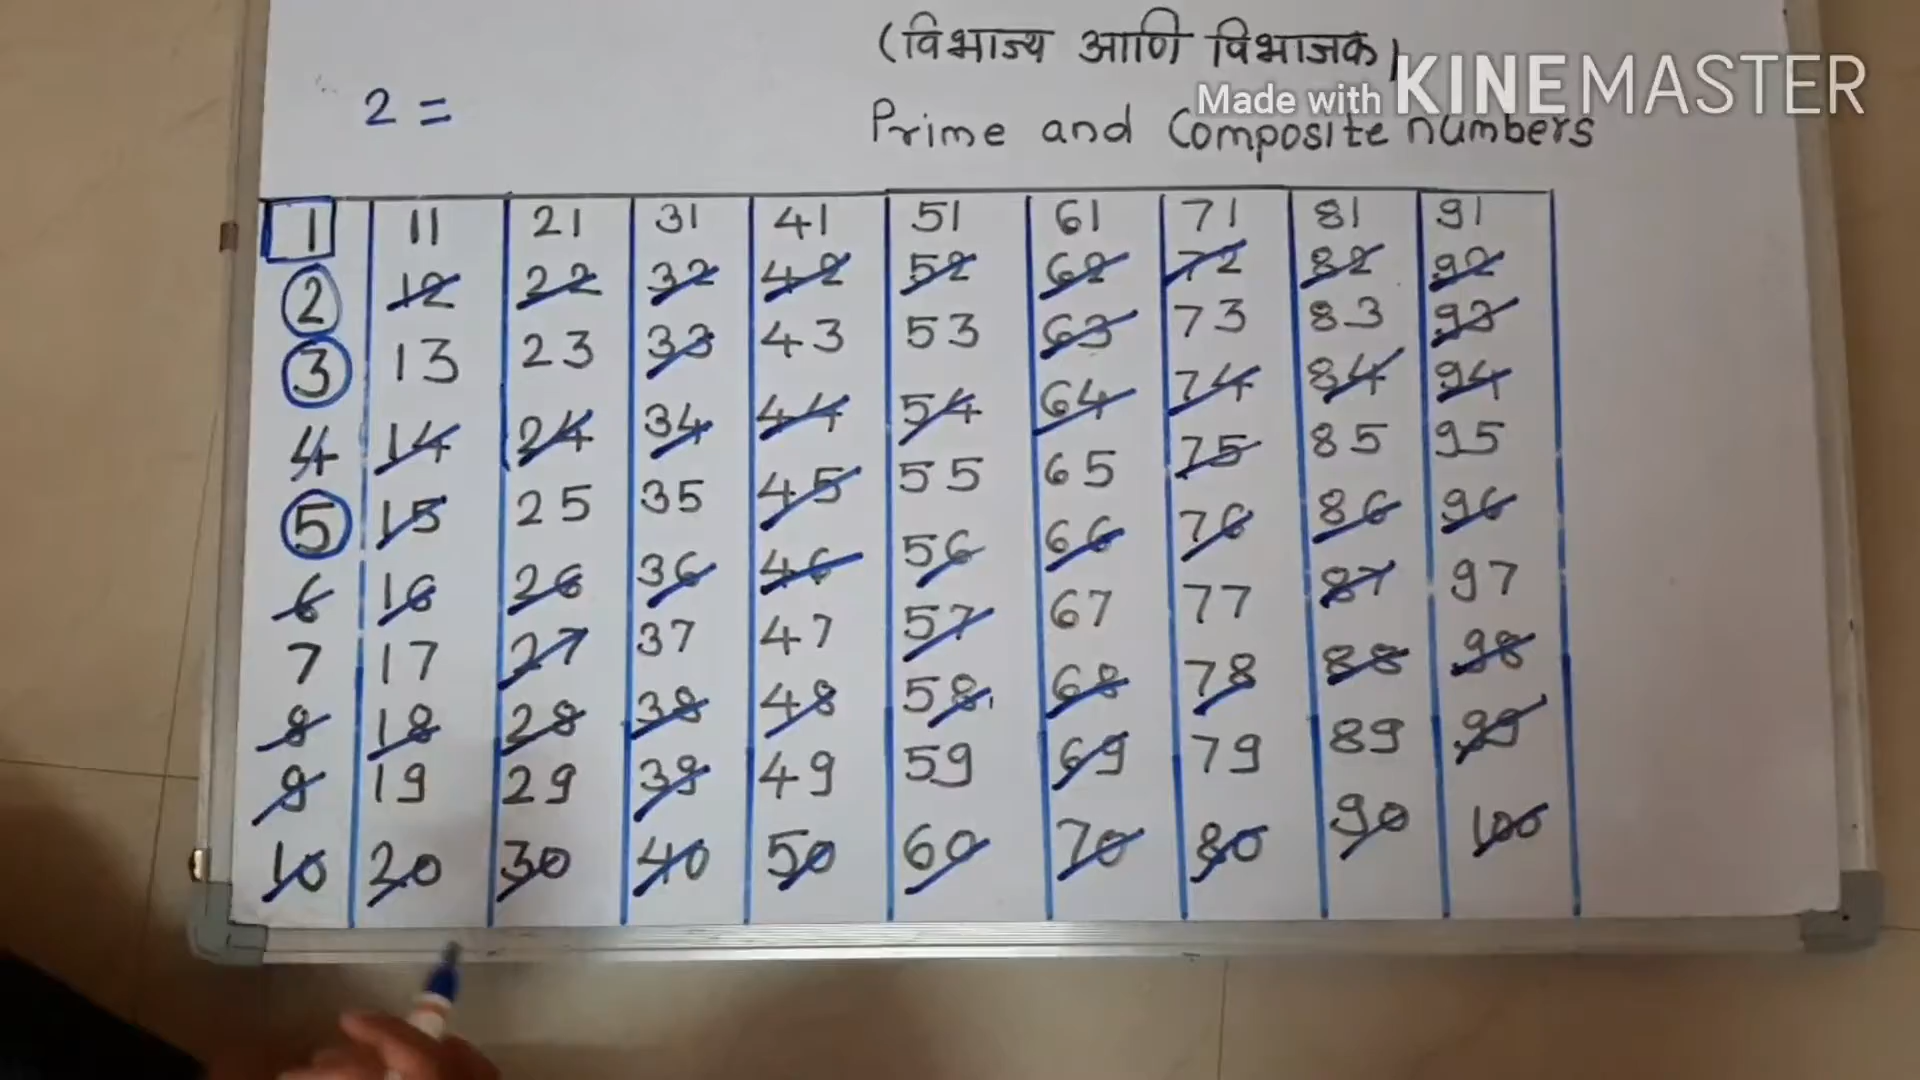 (विभाज्य आणि विभाजक)
Made with KINEMASTER
2 =
Prime and Composite numbers
1 11 21 31 41 51 61 71 81 91
2 12 22 32 42 52 62 72 82 92
3 13 23 33 43 53 63 73 83 93
4 14 24 34 44 54 64 74 84 94
5 15 25 35 45 55 65 75 85 95
6 16 26 36 46 56 66 76 86 96
7 17 27 37 47 57 67 77 87 97
8 18 28 38 48 58 68 78 88 98
9 19 29 39 49 59 69 79 89 99
10 20 30 40 50 60 70 80 90 100